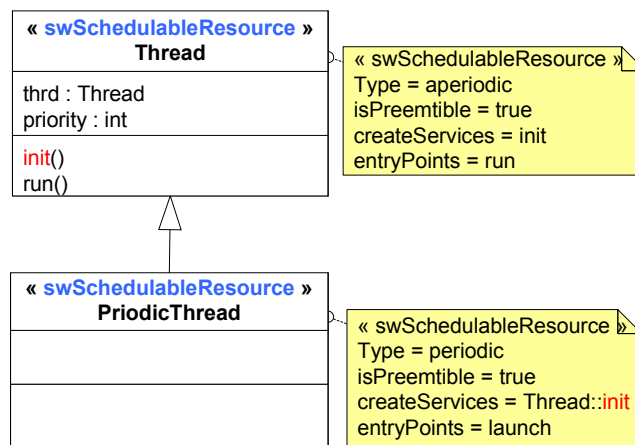 « swSchedulableResource »
Thread
thrd : Thread
priority : int
init()
run()
« swSchedulableResource »
Type = aperiodic
isPreemtible = true
createServices = init
entryPoints = run
« swSchedulableResource »
PriodicThread
« swSchedulableResource »
Type = periodic
isPreemtible = true
createServices = Thread::init
entryPoints = launch